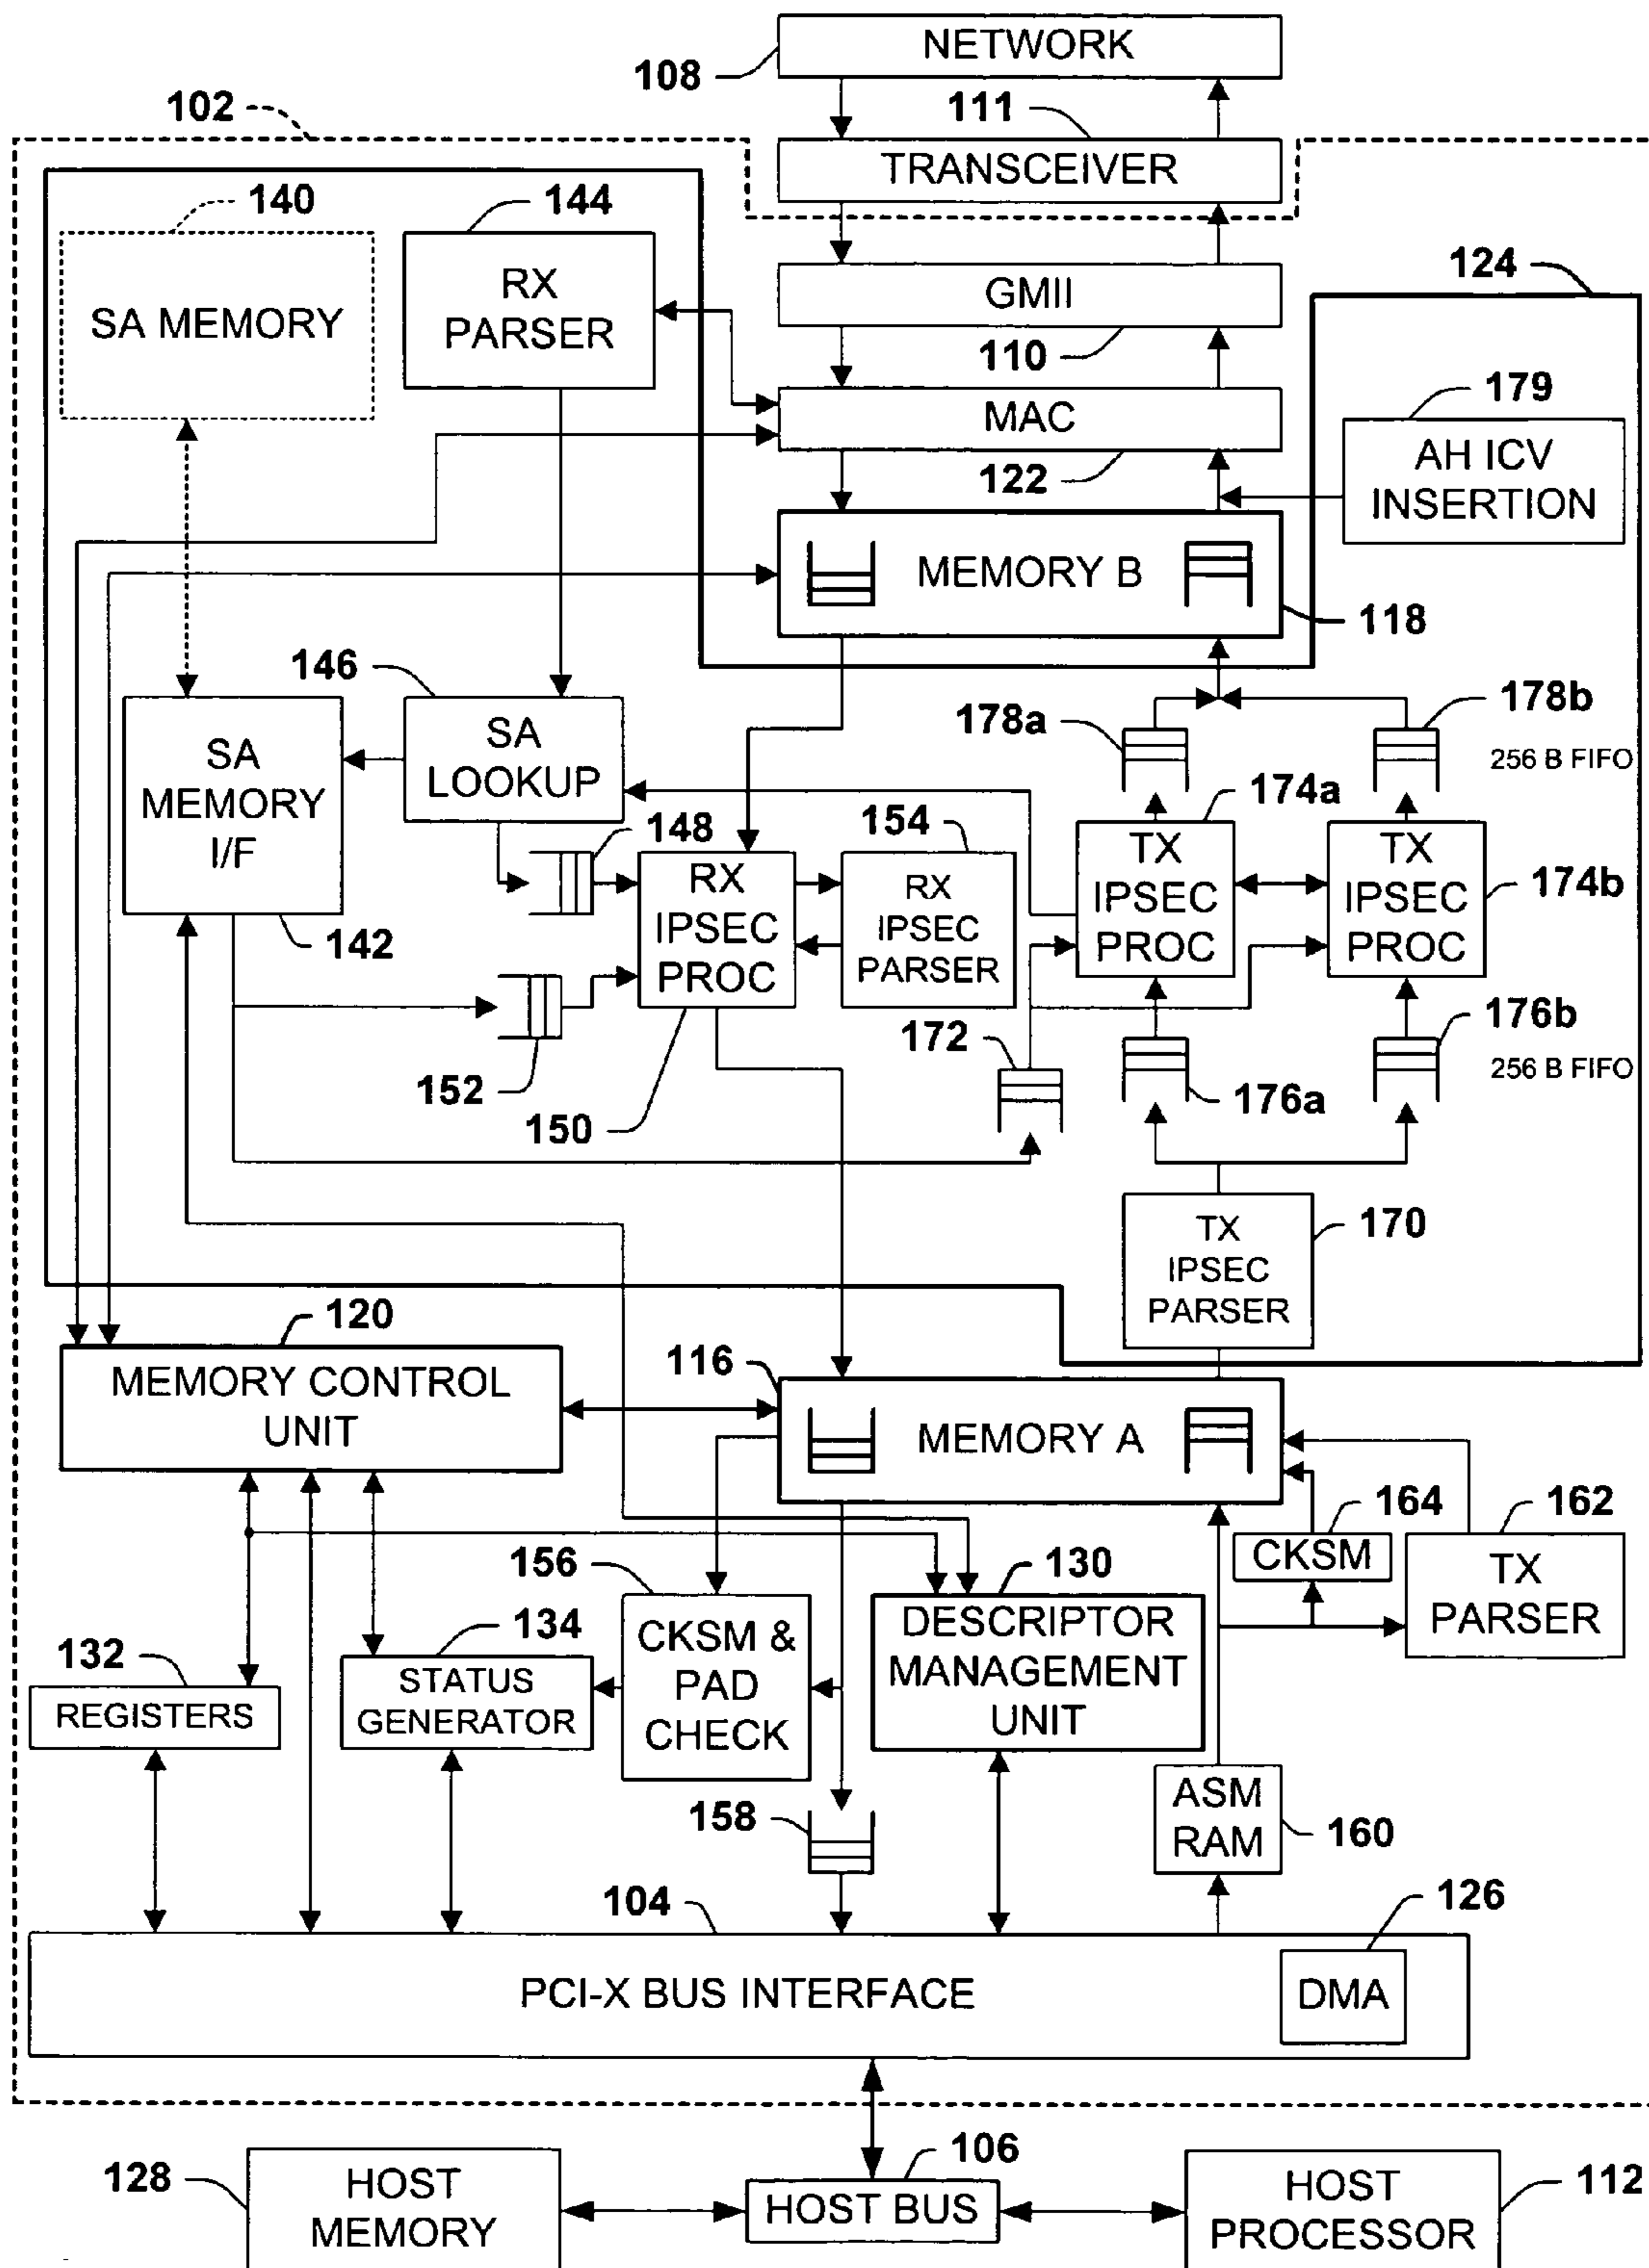 NETWORK
108
102
111
TRANSCEIVER
140
144
124
SA MEMORY
RX
PARSER
GMII
110
179
MAC
122
AH ICV
INSERTION
MEMORY B
118
146
178a
178b
256 B FIFO
SA
MEMORY
I/F
SA
LOOKUP
174a
148
154
TX
IPSEC
PROC
TX
IPSEC
PROC
174b
RX
IPSEC
PROC
RX
IPSEC
PARSER
142
152
150
172
176a
176b
256 B FIFO
170
TX
IPSEC
PARSER
120
MEMORY CONTROL
UNIT
116
MEMORY A
164
162
CKSM
TX
PARSER
156
130
CKSM &
PAD
CHECK
DESCRIPTOR
MANAGEMENT
UNIT
132
134
REGISTERS
STATUS
GENERATOR
158
ASM
RAM
160
104
126
PCI-X BUS INTERFACE
DMA
106
128
HOST
MEMORY
HOST BUS
HOST
PROCESSOR
112